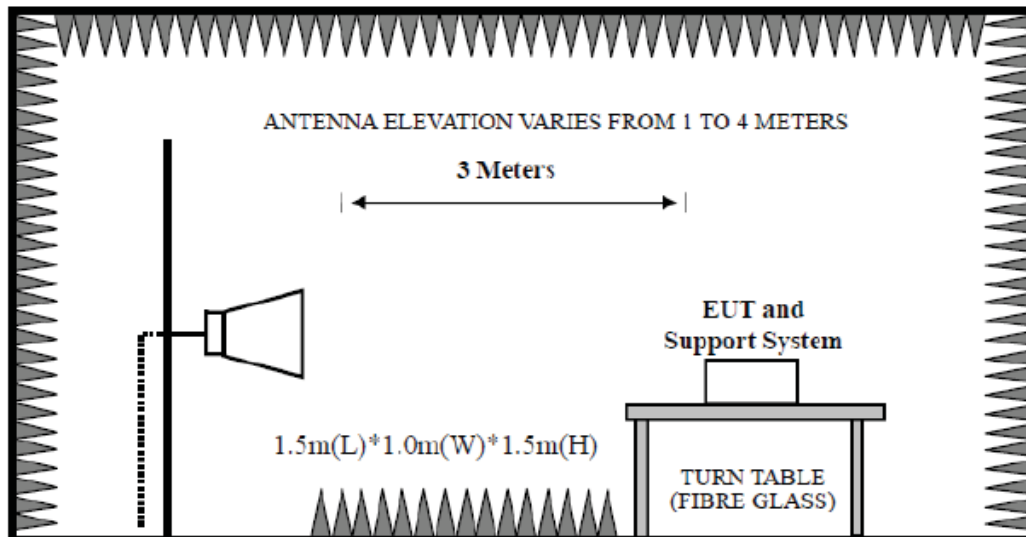 ANTENNA ELEVATION VARIES FROM 1 TO 4 METERS
3 Meters
EUT and
Support System
1.5m(L)*1.0m(W)*1.5m(H)
TURN TABLE
(FIBRE GLASS)